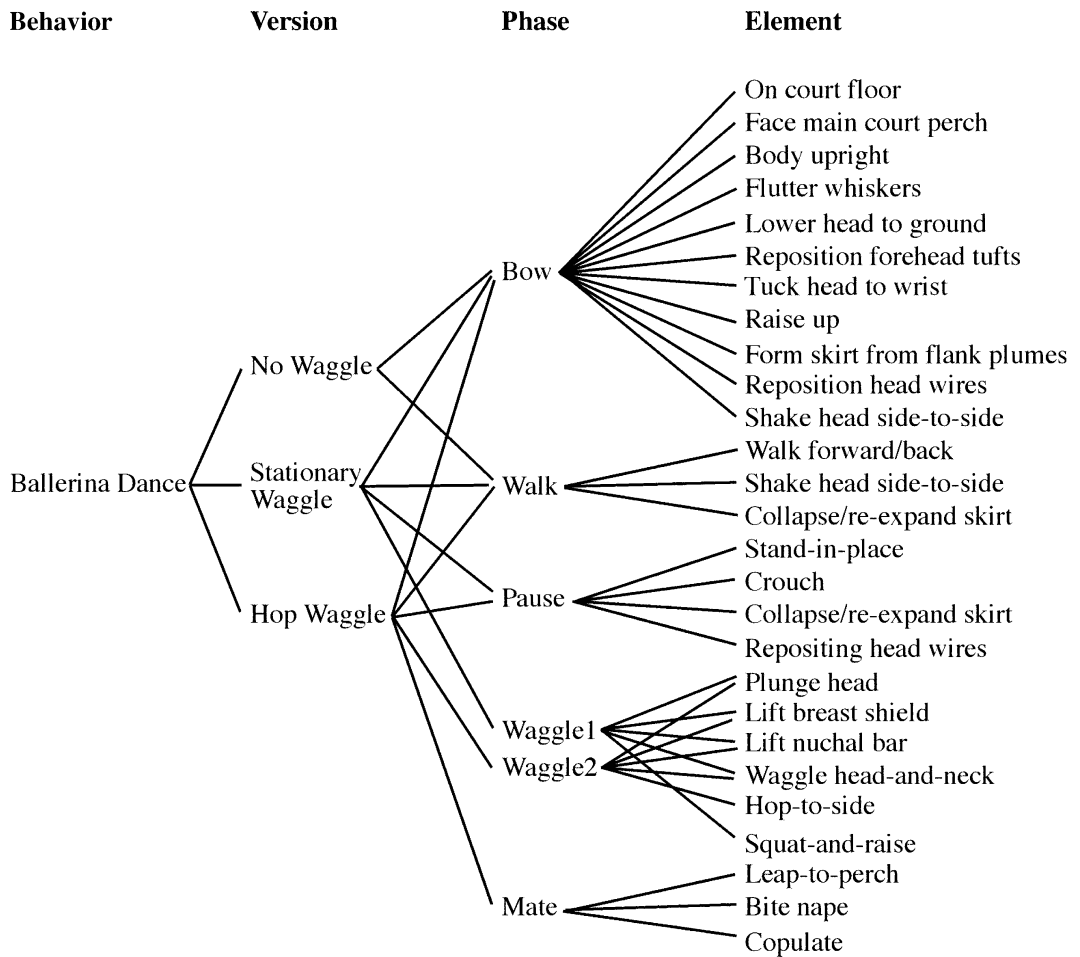 Behavior Version Phase Element
On court floor
Face main court perch
Body upright
Flutter whiskers
Lower head to ground
Reposition forehead tufts
Bow
Tuck head to wrist
Raise up
Form skirt from flank plumes
No Waggle
Reposition head wires
Shake head side-to-side
Walk forward/back
Ballerina Dance
Stationary
Waggle
Walk
Shake head side-to-side
Collapse/re-expand skirt
Stand-in-place
Crouch
Pause
Hop Waggle
Collapse/re-expand skirt
Repositing head wires
Plunge head
Lift breast shield
Waggle1
Lift nuchal bar
Waggle2
Waggle head-and-neck
Hop-to-side
Squat-and-raise
Leap-to-perch
Mate
Bite nape
Copulate